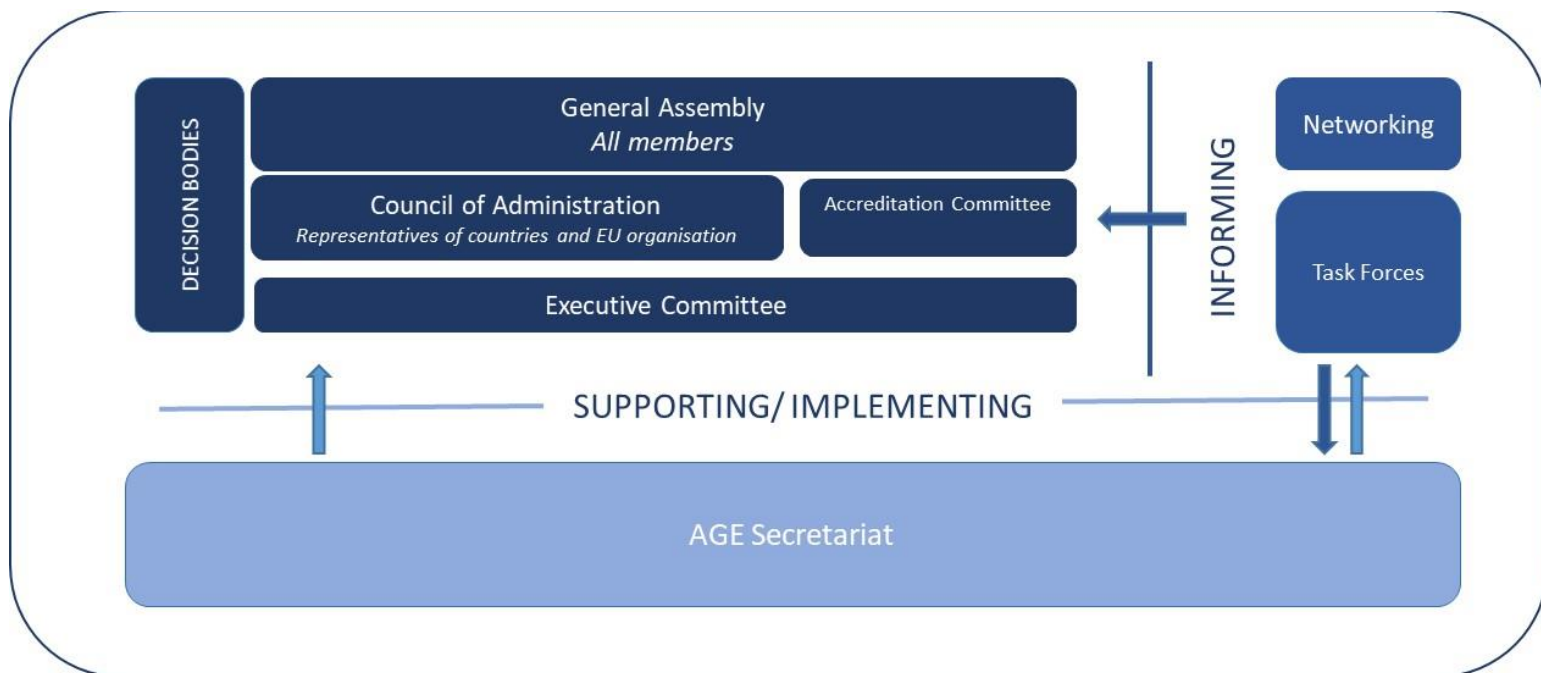 DECISION BODIES
General Assembly
All members
Council of Administration
Representatives of countries and EU organisation
Accreditation Committee
Executive Committee
INFORMING
Networking
Task Forces
SUPPORTING/ IMPLEMENTING
AGE Secretariat